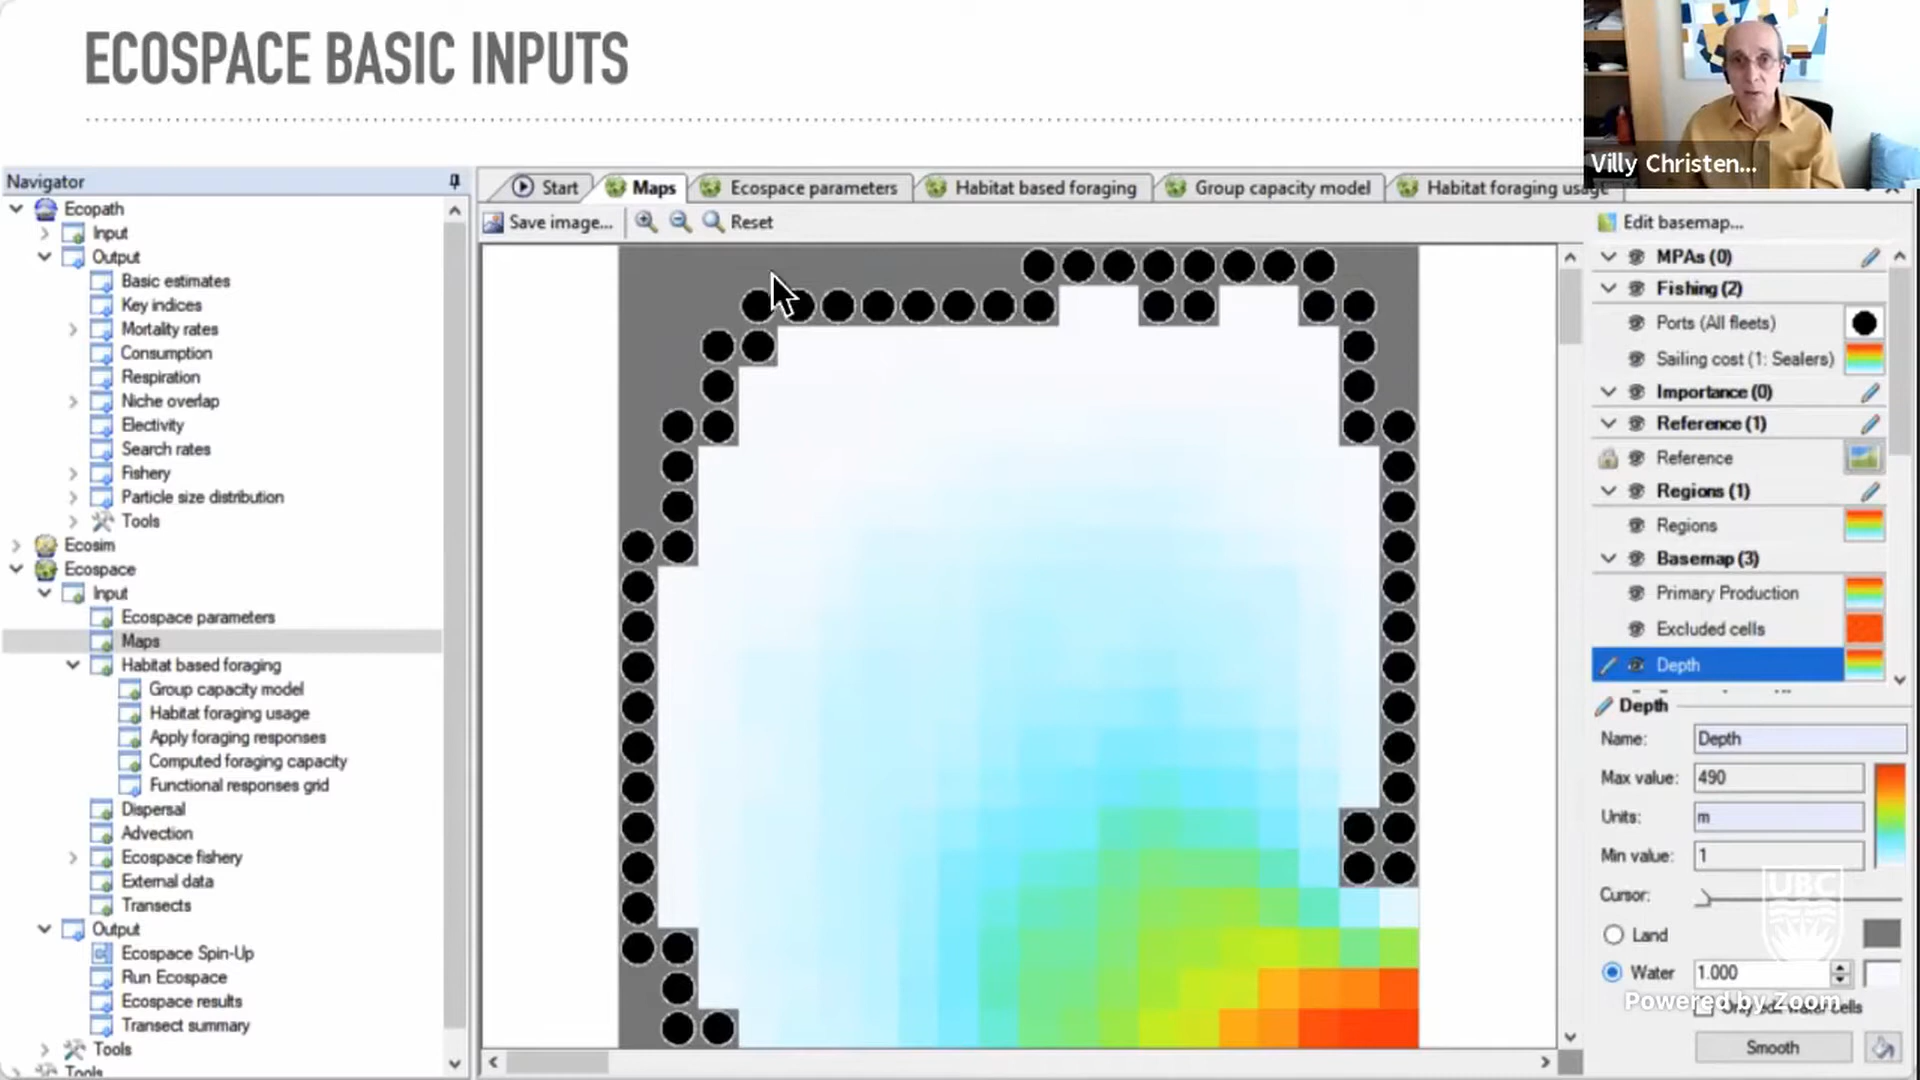 ECOSPACE BASIC INPUTS
Villy Christen...
Navigator
Ecopath
Input
Output
Basic estimates
Key indices
Mortality rates
Consumption
Respiration
Niche overlap
Electivity
Search rates
Fishery
Particle size distribution
Tools
Ecosim
Ecospace
Input
Ecospace parameters
Maps
Habitat based foraging
Group capacity model
Habitat foraging usage
Apply foraging responses
Computed foraging capacity
Functional responses grid
Dispersal
Advection
Ecospace fishery
External data
Transects
Output
Ecospace Spin-Up
Run Ecospace
Ecospace results
Transect summary
Tools
Tools
Start Maps Ecospace parameters Habitat based foraging Group capacity model Habitat foraging usage
Save image... Reset
Edit basemap...
MPAs (0)
Fishing (2)
Ports (All fleets)
Sailing cost (1: Sealers)
Importance (0)
Reference (1)
Reference
Regions (1)
Regions
Basemap (3)
Primary Production
Excluded cells
Depth
Depth
Name: Depth
Max value: 490
Units: m
Min value: 1
Cursor:
Land
Water 1.000
Only edit water cells
Smooth
UBC
Powered by Zoom